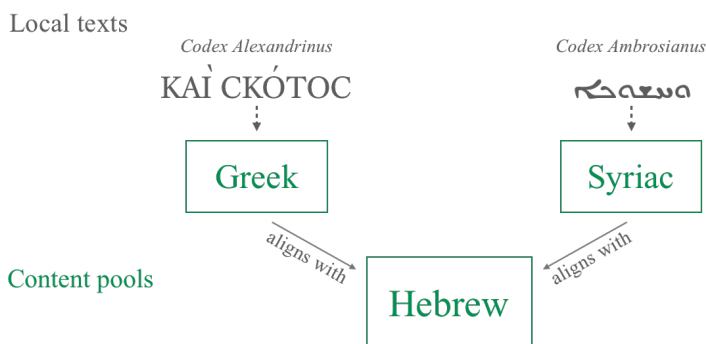 Local texts
Codex Alexandrinus
Codex Ambrosianus
ΚΑῚ ϹΚΌΤΟϹ
ܘܚܫܘܟܐ
Greek
Syriac
aligns with
aligns with
Content pools
Hebrew